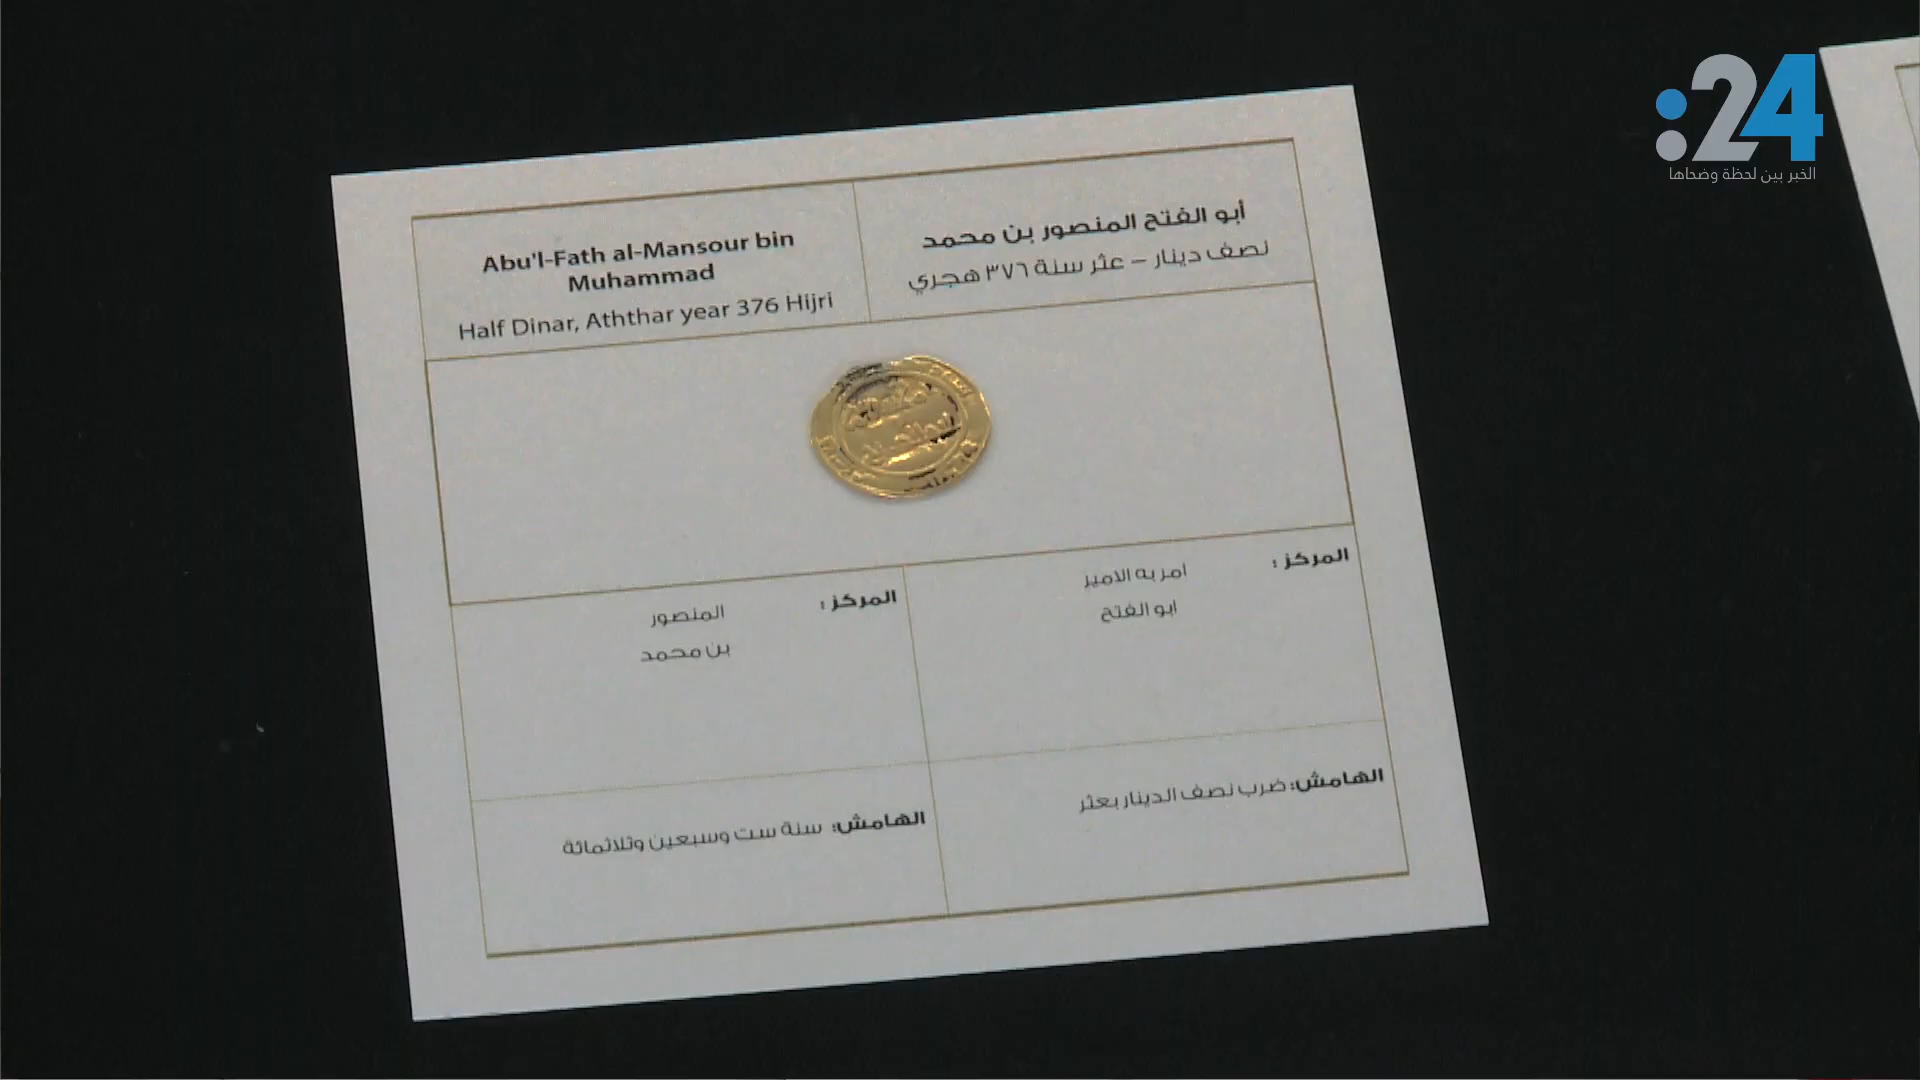 :24
الخبر بين لحظة وضحاها
أبو الفتح المنصور بن محمد
نصف دينار – عثر سنة ٣٧٦ هجري
Abu'l-Fath al-Mansour bin
Muhammad
Half Dinar, Aththar year 376 Hijri
المركز :
امر به الامير
ابو الفتح
المركز :
المنصور
بن محمد
الهامش: ضرب نصف الدينار بعثر
الهامش: سنة ست وسبعين وثلاثمائة